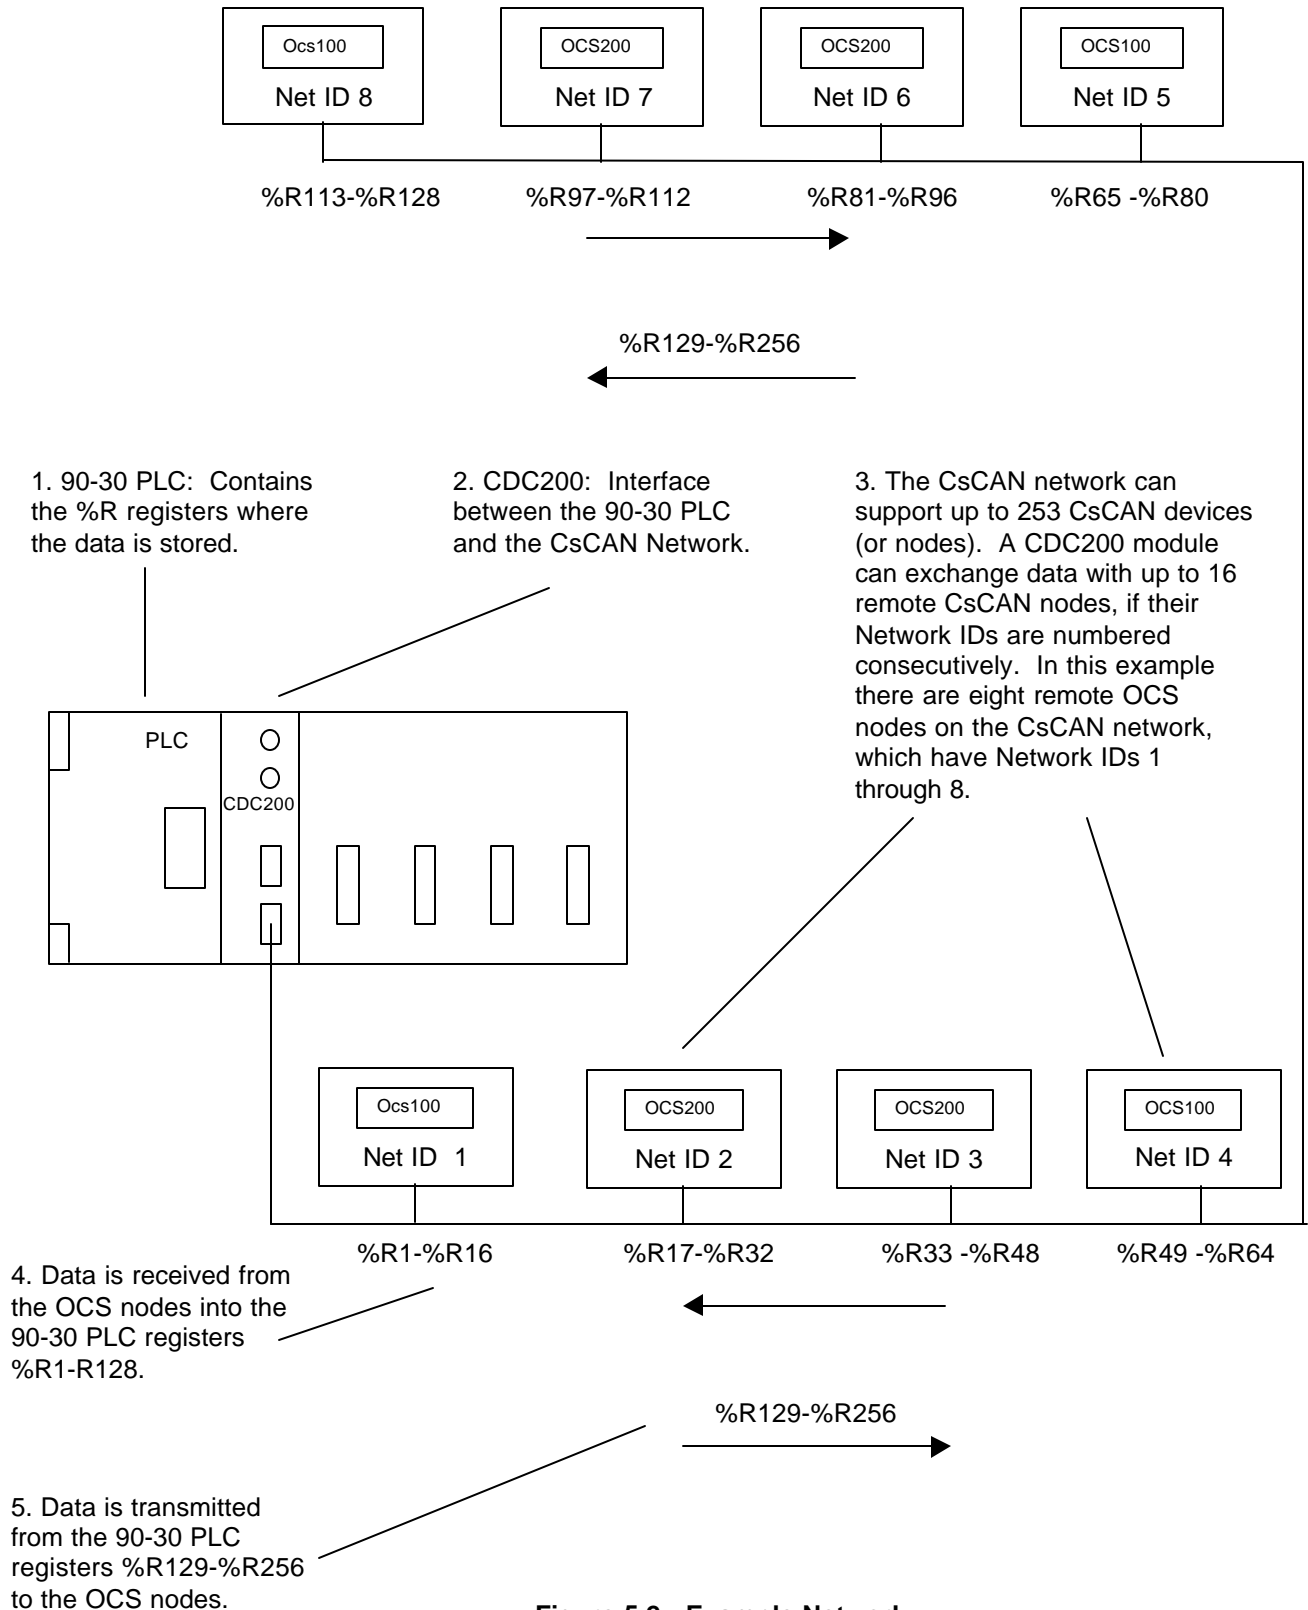 Ocs100
OCS200
OCS200
OCS100
Net ID 8
Net ID 7
Net ID 6
Net ID 5
%R113-%R128
%R97-%R112
%R81-%R96
%R65 -%R80
%R129-%R256
1. 90-30 PLC: Contains
the %R registers where
the data is stored.
2. CDC200: Interface
between the 90-30 PLC
and the CsCAN Network.
3. The CsCAN network can
support up to 253 CsCAN devices
(or nodes). A CDC200 module
can exchange data with up to 16
remote CsCAN nodes, if their
Network IDs are numbered
consecutively. In this example
there are eight remote OCS
nodes on the CsCAN network,
which have Network IDs 1
through 8.
PLC
CDC200
Ocs100
OCS200
OCS200
OCS100
Net ID 1
Net ID 2
Net ID 3
Net ID 4
%R1-%R16
%R17-%R32
%R33 -%R48
%R49 -%R64
4. Data is received from
the OCS nodes into the
90-30 PLC registers
%R1-R128.
%R129-%R256
5. Data is transmitted
from the 90-30 PLC
registers %R129-%R256
to the OCS nodes.
Example Network